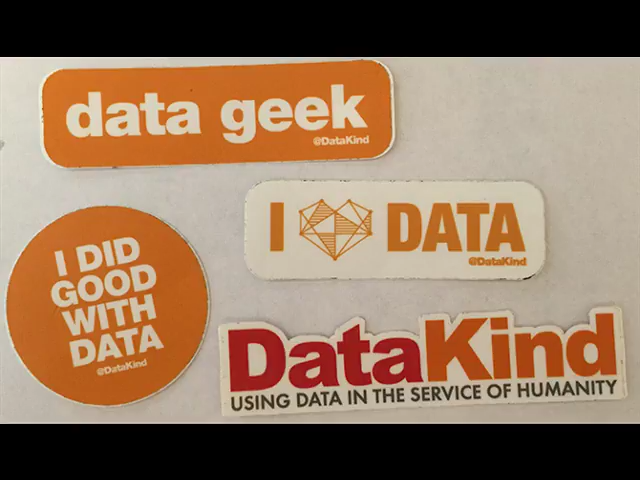 data geek
@DataKind
I DATA
@DataKind
I DID
GOOD
WITH
DATA
@DataKind
DataKind
USING DATA IN THE SERVICE OF HUMANITY